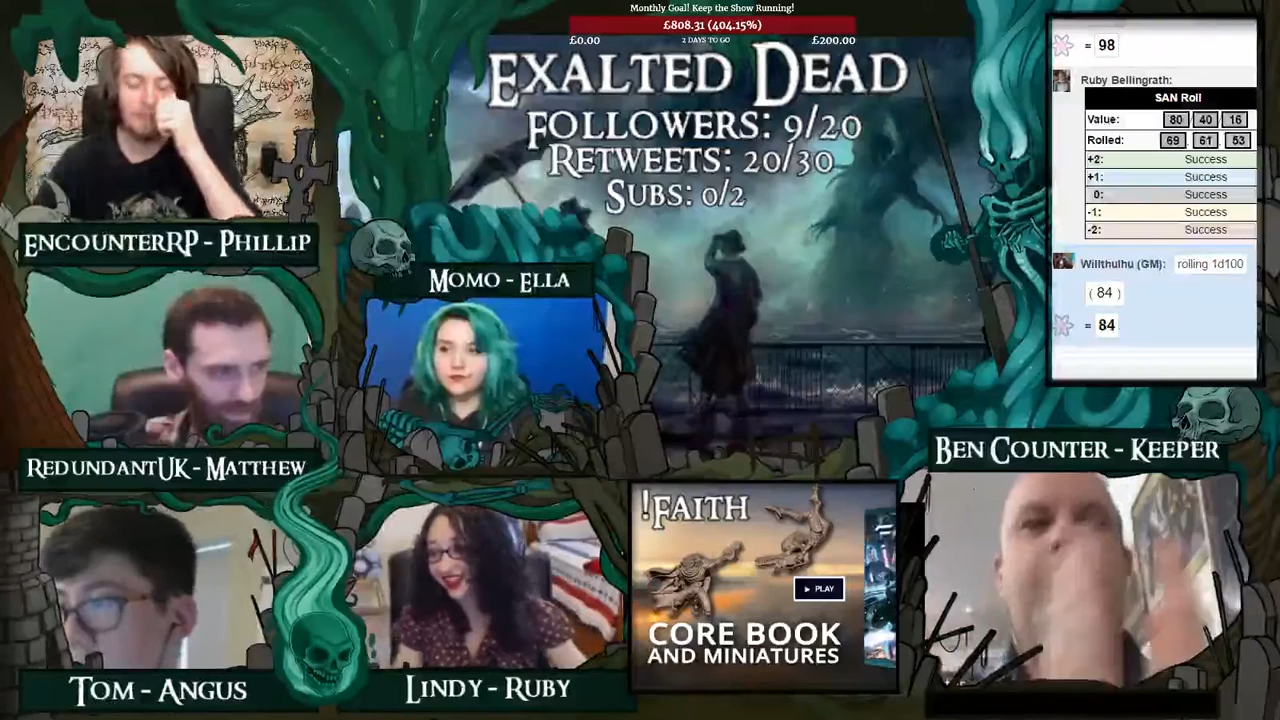 Monthly Goal! Keep the Show Running!
£808.31 (404.15%)
£0.00
2 DAYS TO GO
£200.00
EXALTED DEAD
FOLLOWERS: 9/20
RETWEETS: 20/30
SUBS: 0/2
ENCOUNTERRP - PHILLIP
MOMO - ELLA
REDUNDANTUK - MATTHEW
TOM - ANGUS
LINDY - RUBY
!FAITH
PLAY
CORE BOOK
AND MINIATURES
= 98
Ruby Bellingrath:
SAN Roll
Value: 80 40 16
Rolled: 69 61 53
+2: Success
+1: Success
0: Success
-1: Success
-2: Success
Willthulhu (GM): rolling 1d100
( 84 )
= 84
BEN COUNTER - KEEPER